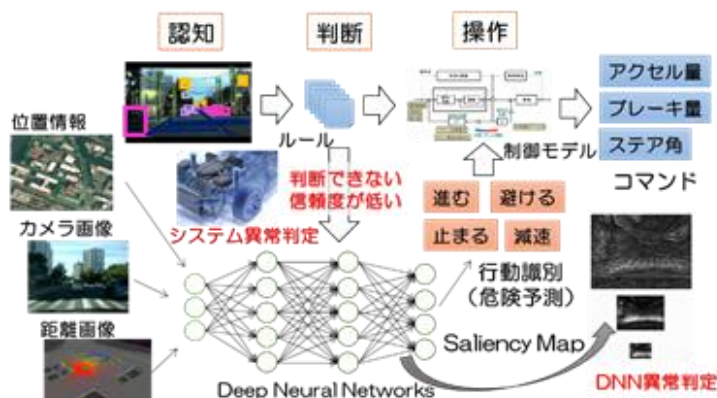 認知
判断
操作
アクセル量
ブレーキ量
ステア角
コマンド
位置情報
ルール
制御モデル
判断できない
信頼度が低い
システム異常判定
進む
避ける
止まる
減速
カメラ画像
行動識別
(危険予測)
距離画像
Saliency Map
Deep Neural Networks
DNN異常判定